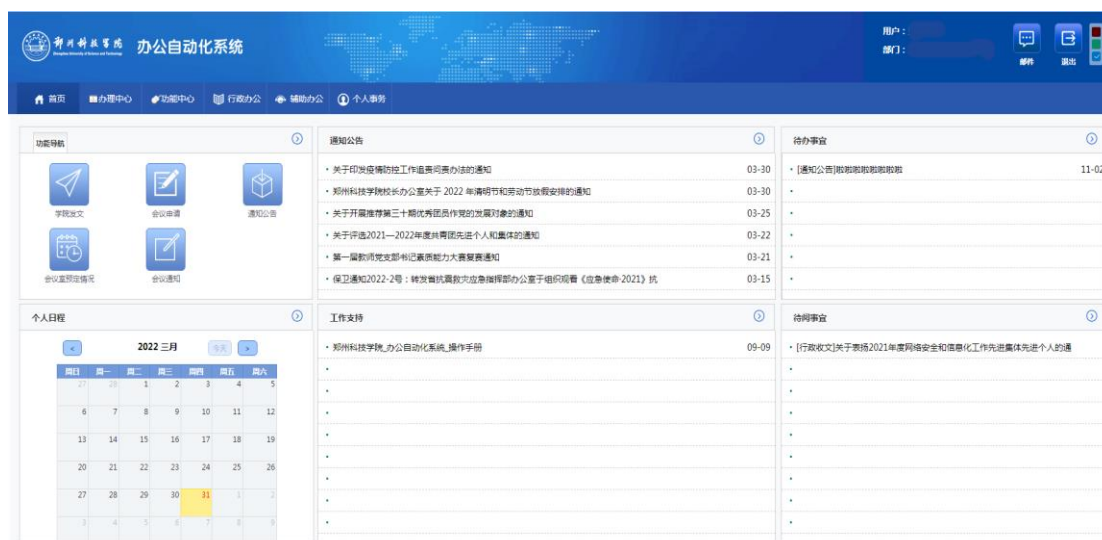 郑州科技学院 办公自动化系统
用户：
部门：
邮件 退出
首页 办理中心 功能中心 行政办公 辅助办公 个人事务
功能导航
学院发文 会议申请 通知公告
会议室预定情况 会议通知
通知公告
关于印发疫情防控工作追责问责办法的通知 03-30
郑州科技学院校长办公室关于 2022 年清明节和劳动节放假安排的通知 03-30
关于开展推荐第三十期优秀团员作党的发展对象的通知 03-25
关于评选2021—2022年度共青团先进个人和集体的通知 03-22
第一届教师党支部书记素质能力大赛复赛通知 03-21
保卫通知2022-2号：转发省抗震救灾应急指挥部办公室于组织观看《应急使命·2021》抗 03-15
待办事宜
[通知公告]啦啦啦啦啦啦啦啦 11-02
个人日程
< 2022 三月 今天 >
周日 周一 周二 周三 周四 周五 周六
27 28 1 2 3 4 5
6 7 8 9 10 11 12
13 14 15 16 17 18 19
20 21 22 23 24 25 26
27 28 29 30 31 1 2
3 4 5 6 7 8 9
工作支持
郑州科技学院_办公自动化系统_操作手册 09-09
待阅事宜
[行政收文]关于表扬2021年度网络安全和信息化工作先进集体先进个人的通